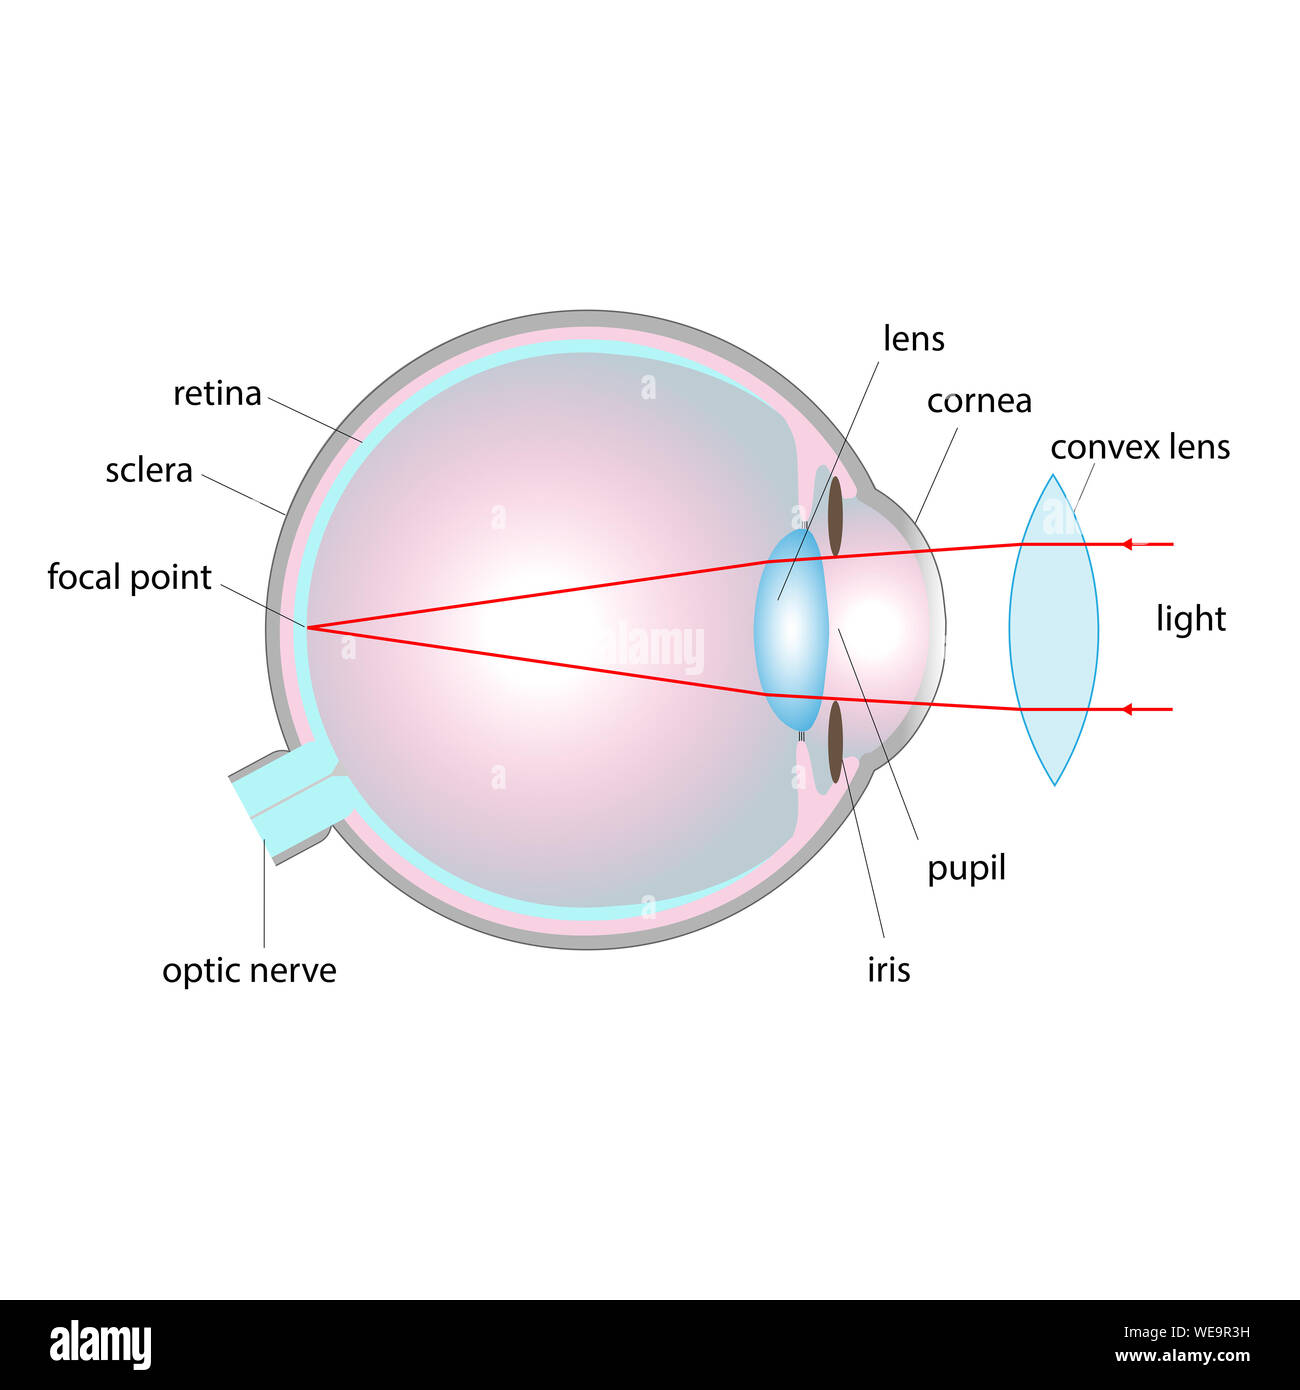 lens
retina
cornea
convex lens
sclera
focal point
light
alamy
a
a
a
a
a
a
a
a
pupil
optic nerve
iris
alamy
Image ID: WE9R3H
www.alamy.com